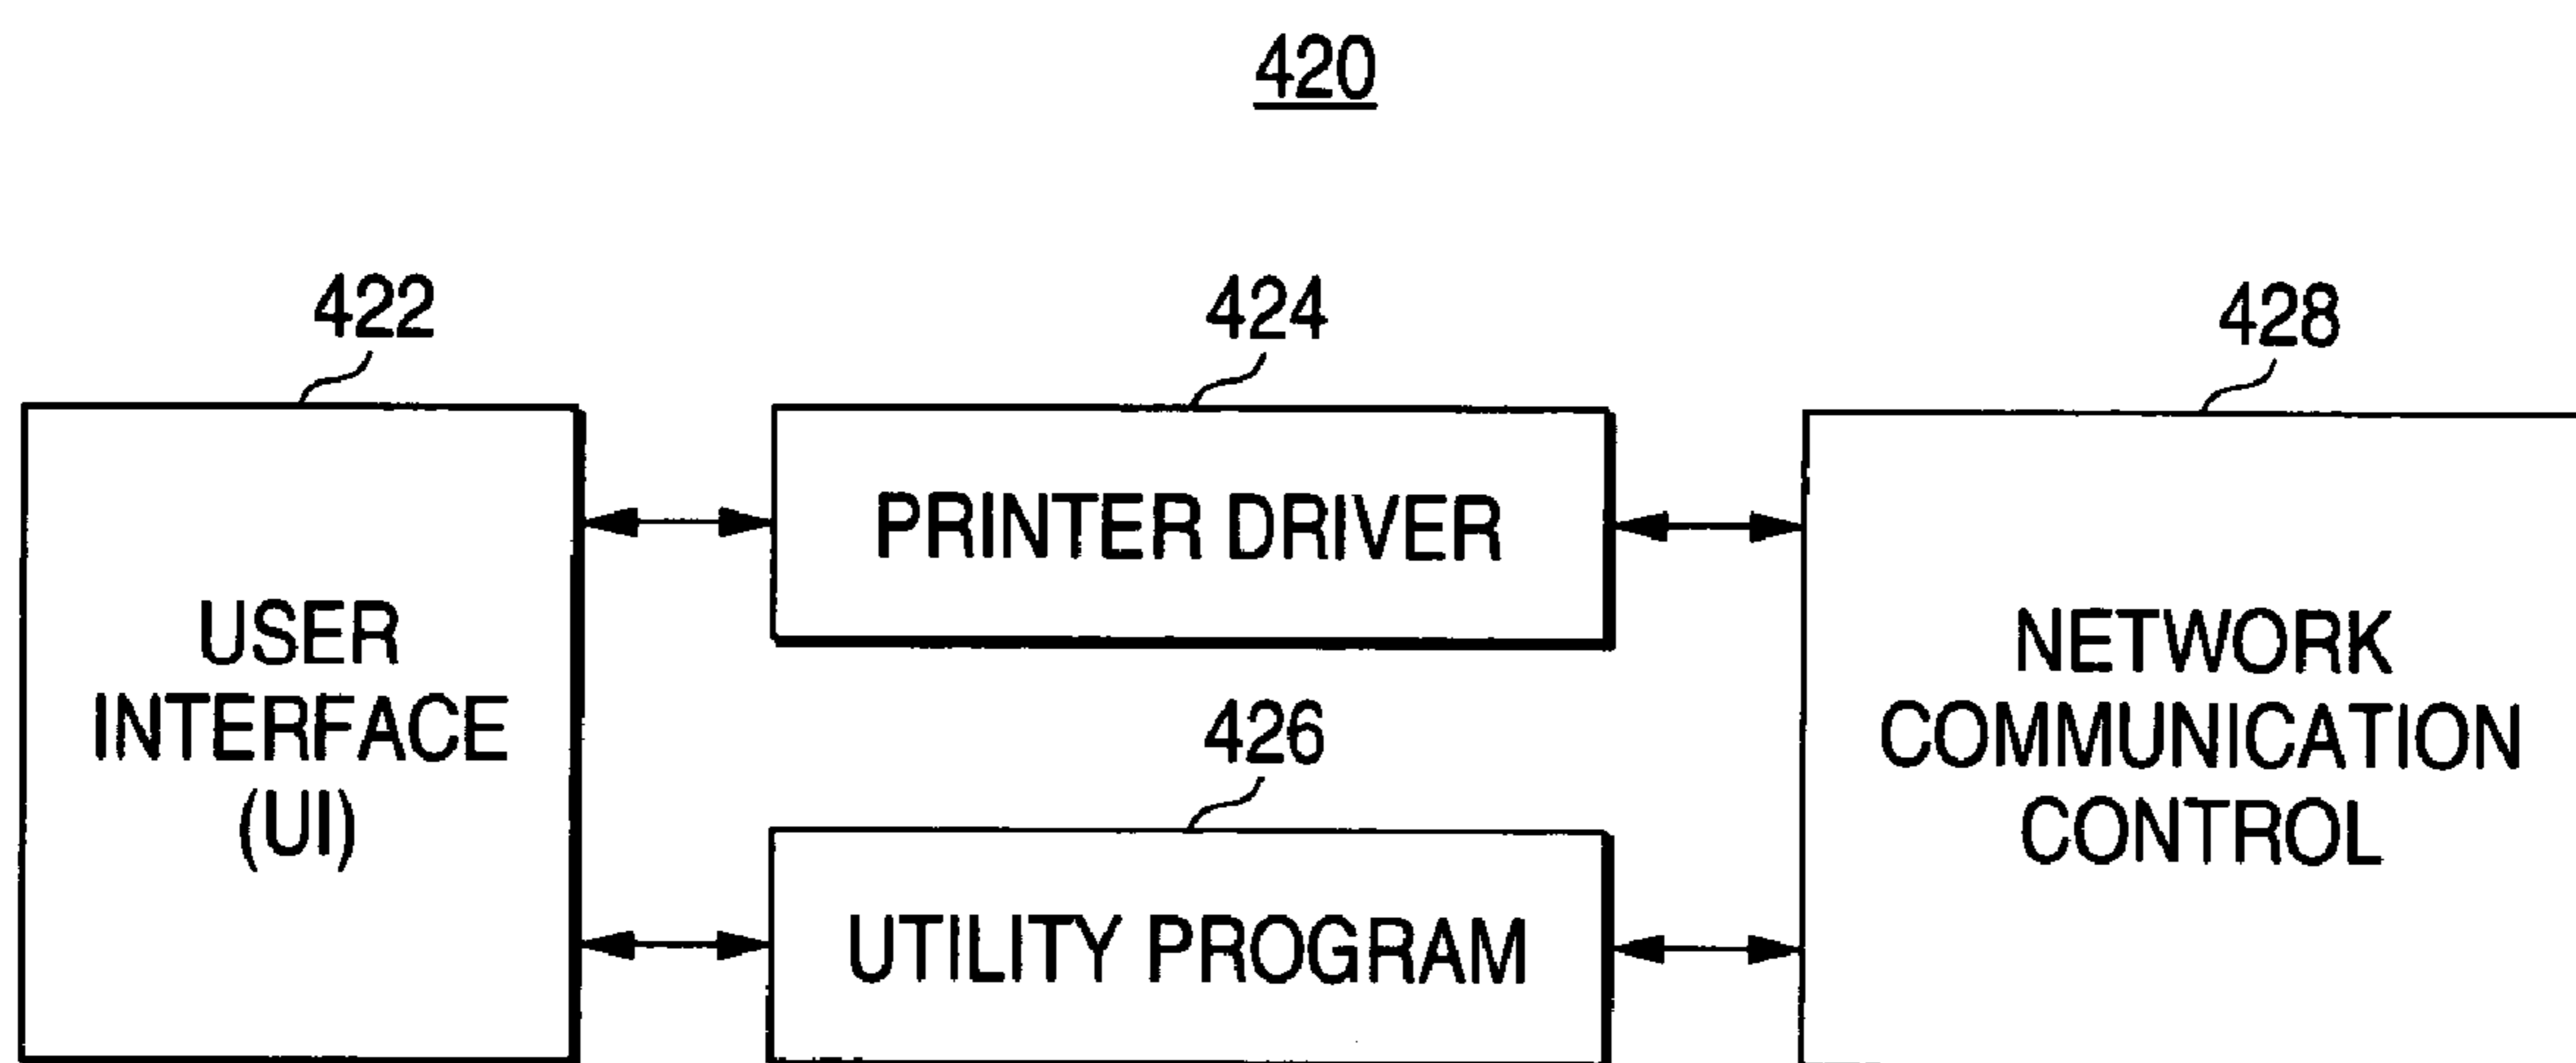 420
422
424
428
USER
INTERFACE
(UI)
PRINTER DRIVER
426
UTILITY PROGRAM
NETWORK
COMMUNICATION
CONTROL